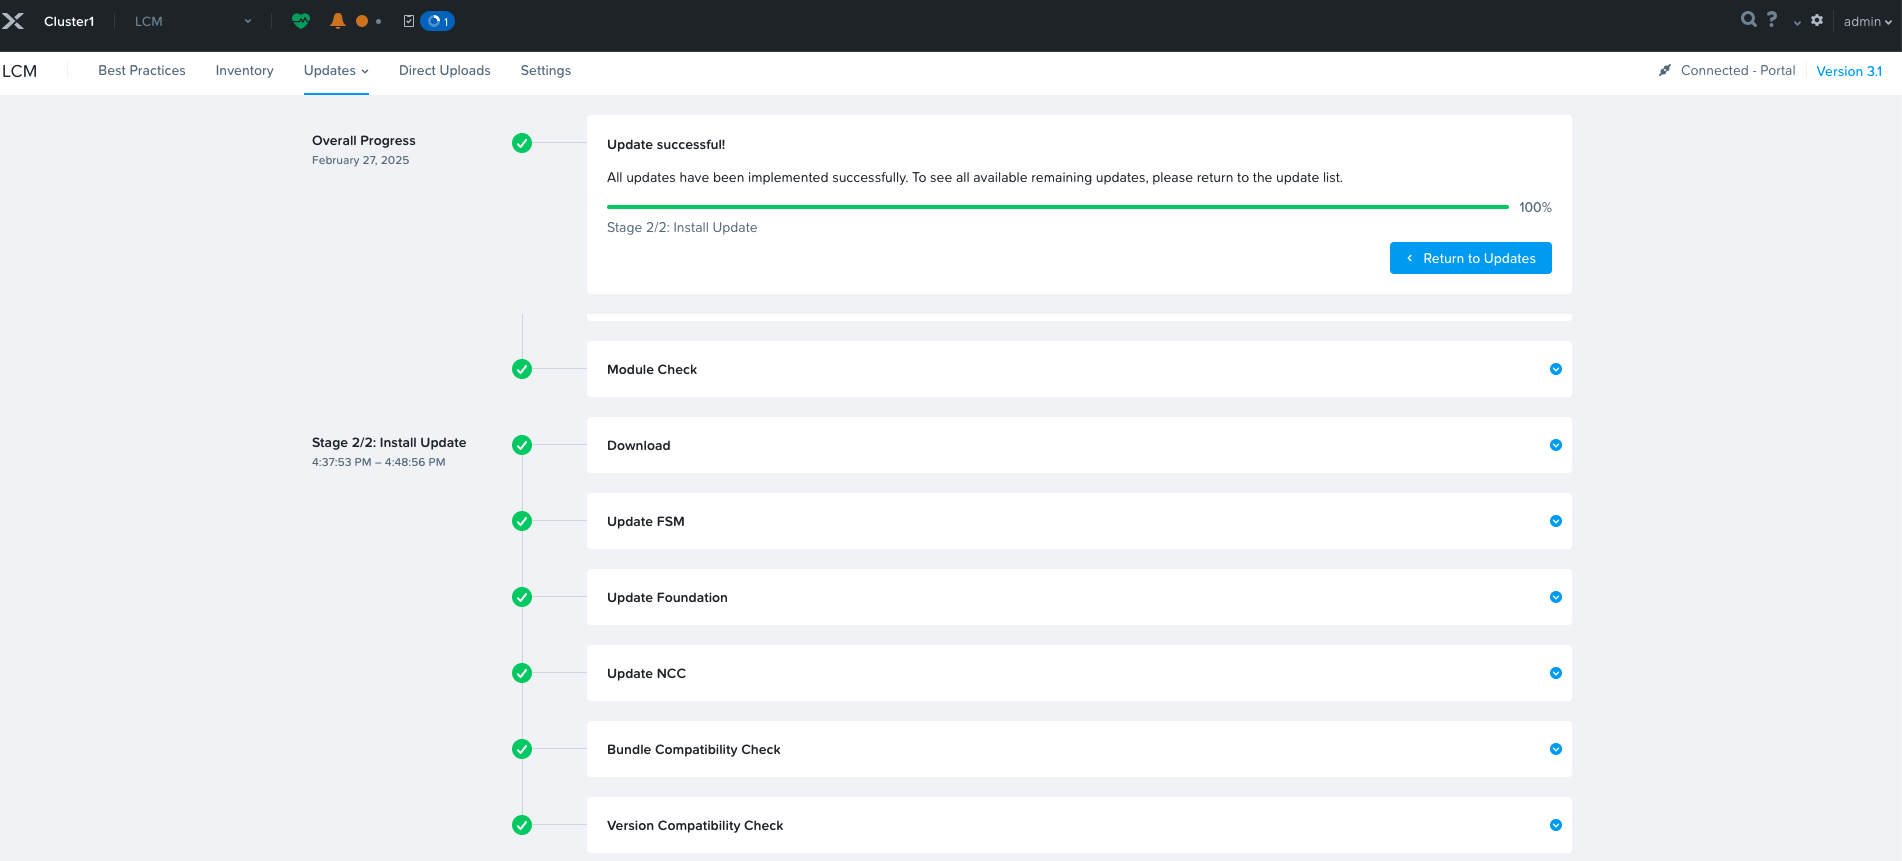 Cluster1
LCM
1
?
admin
LCM
Best Practices
Inventory
Updates
Direct Uploads
Settings
Connected - Portal
Version 3.1
Overall Progress
February 27, 2025
Update successful!
All updates have been implemented successfully. To see all available remaining updates, please return to the update list.
100%
Stage 2/2: Install Update
Return to Updates
Module Check
Stage 2/2: Install Update
4:37:53 PM – 4:48:56 PM
Download
Update FSM
Update Foundation
Update NCC
Bundle Compatibility Check
Version Compatibility Check